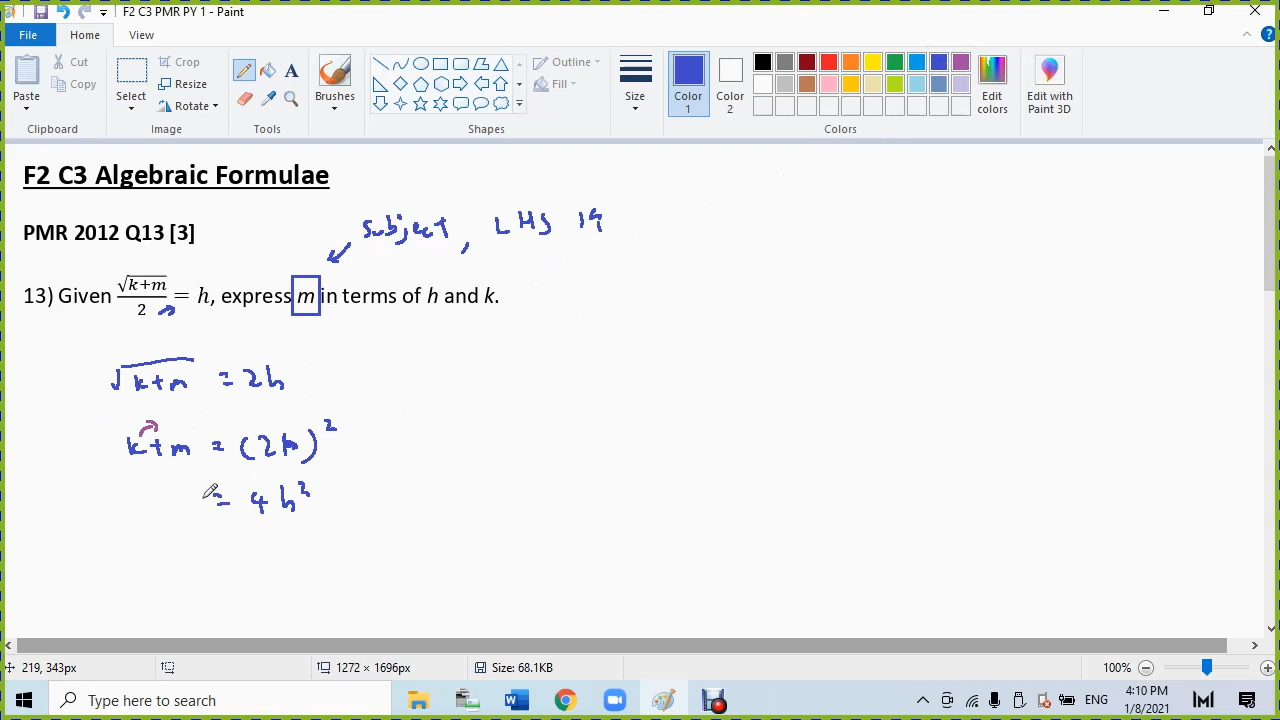 F2 C3 PMR PY 1 - Paint
File Home View
Paste Cut Copy Clipboard
Select Crop Resize Rotate Image
Tools
Brushes
Shapes Outline Fill
Size
Color 1 Color 2 Edit colors Colors
Edit with Paint 3D
F2 C3 Algebraic Formulae
PMR 2012 Q13 [3]
subject, LHS 1st
13) Given √(k+m)/2 = h, express m in terms of h and k.
√(k+m) = 2h
k+m = (2h)²
= 4h²
219, 343px 1272 × 1696px Size: 68.1KB 100%
Type here to search ENG 4:10 PM
1/8/2021